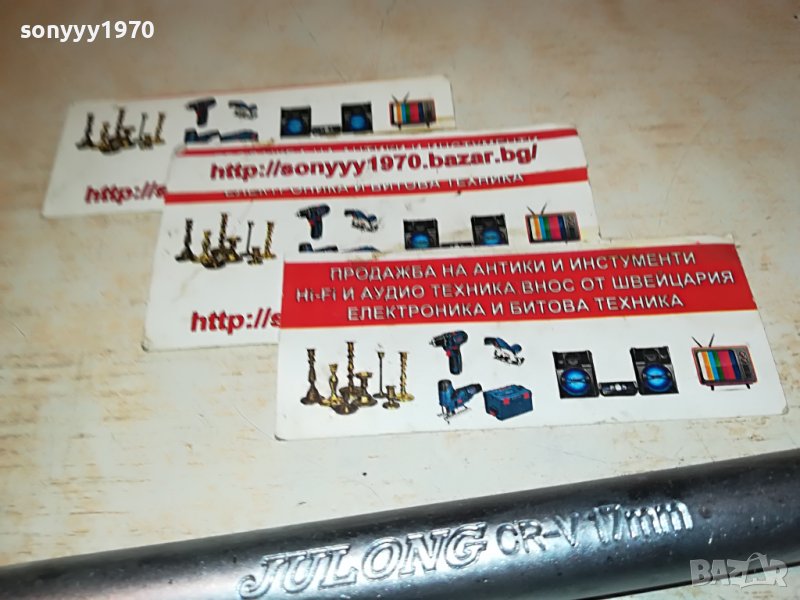 sonyyy1970
http://s
http://sonyyy1970.bazar.bg/
ЕЛЕКТРОНИКА И БИТОВА ТЕХНИКА
http://s
ПРОДАЖБА НА АНТИКИ И ИНСТУМЕНТИ
Hi-Fi И АУДИО ТЕХНИКА ВНОС ОТ ШВЕЙЦАРИЯ
ЕЛЕКТРОНИКА И БИТОВА ТЕХНИКА
JULONG CR-V 17mm
BAZAR